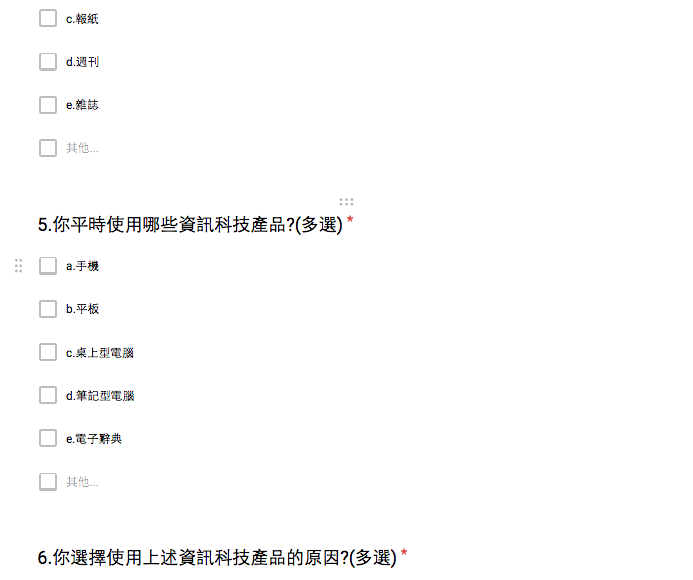 c.報紙
d.週刊
e.雜誌
其他...
5.你平時使用哪些資訊科技產品?(多選) *
a.手機
b.平板
c.桌上型電腦
d.筆記型電腦
e.電子辭典
其他...
6.你選擇使用上述資訊科技產品的原因?(多選) *